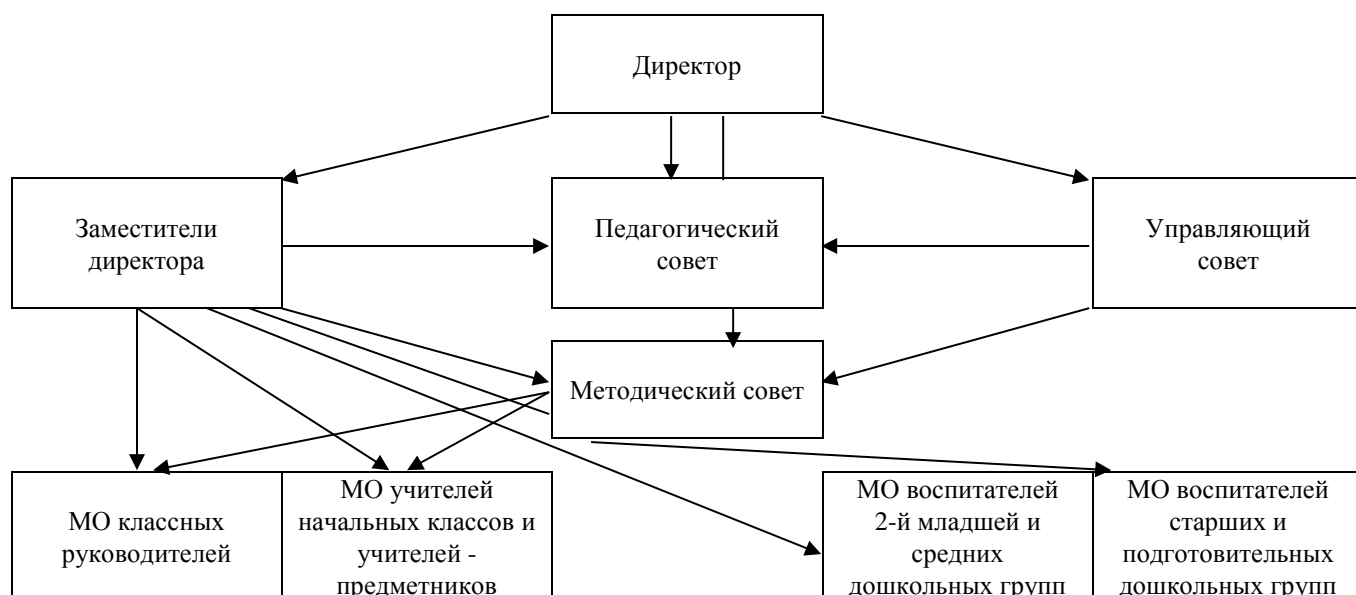 Директор
Заместители
директора
Педагогический
совет
Управляющий
совет
Методический совет
МО классных
руководителей
МО учителей
начальных классов и
учителей -
предметников
МО воспитателей
2-й младшей и
средних
дошкольных групп
МО воспитателей
старших и
подготовительных
дошкольных групп